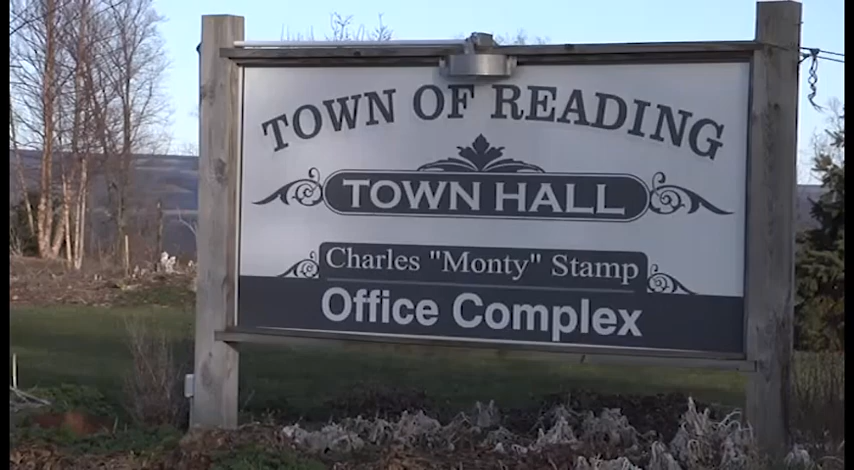 TOWN OF READING
TOWN HALL
Charles "Monty" Stamp
Office Complex